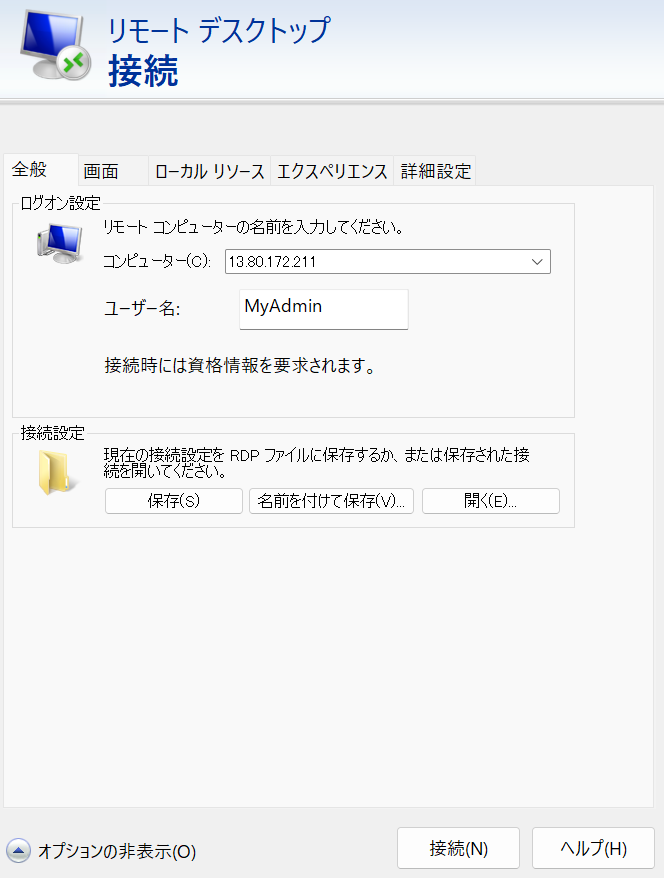 リモート デスクトップ
接続
全般 画面 ローカル リソース エクスペリエンス 詳細設定
ログオン設定
リモート コンピューターの名前を入力してください。
コンピューター(C): 13.80.172.211
ユーザー名: MyAdmin
接続時には資格情報を要求されます。
接続設定
現在の接続設定を RDP ファイルに保存するか、または保存された接
続を開いてください。
保存(S) 名前を付けて保存(V)... 開く(E)...
オプションの非表示(O) 接続(N) ヘルプ(H)